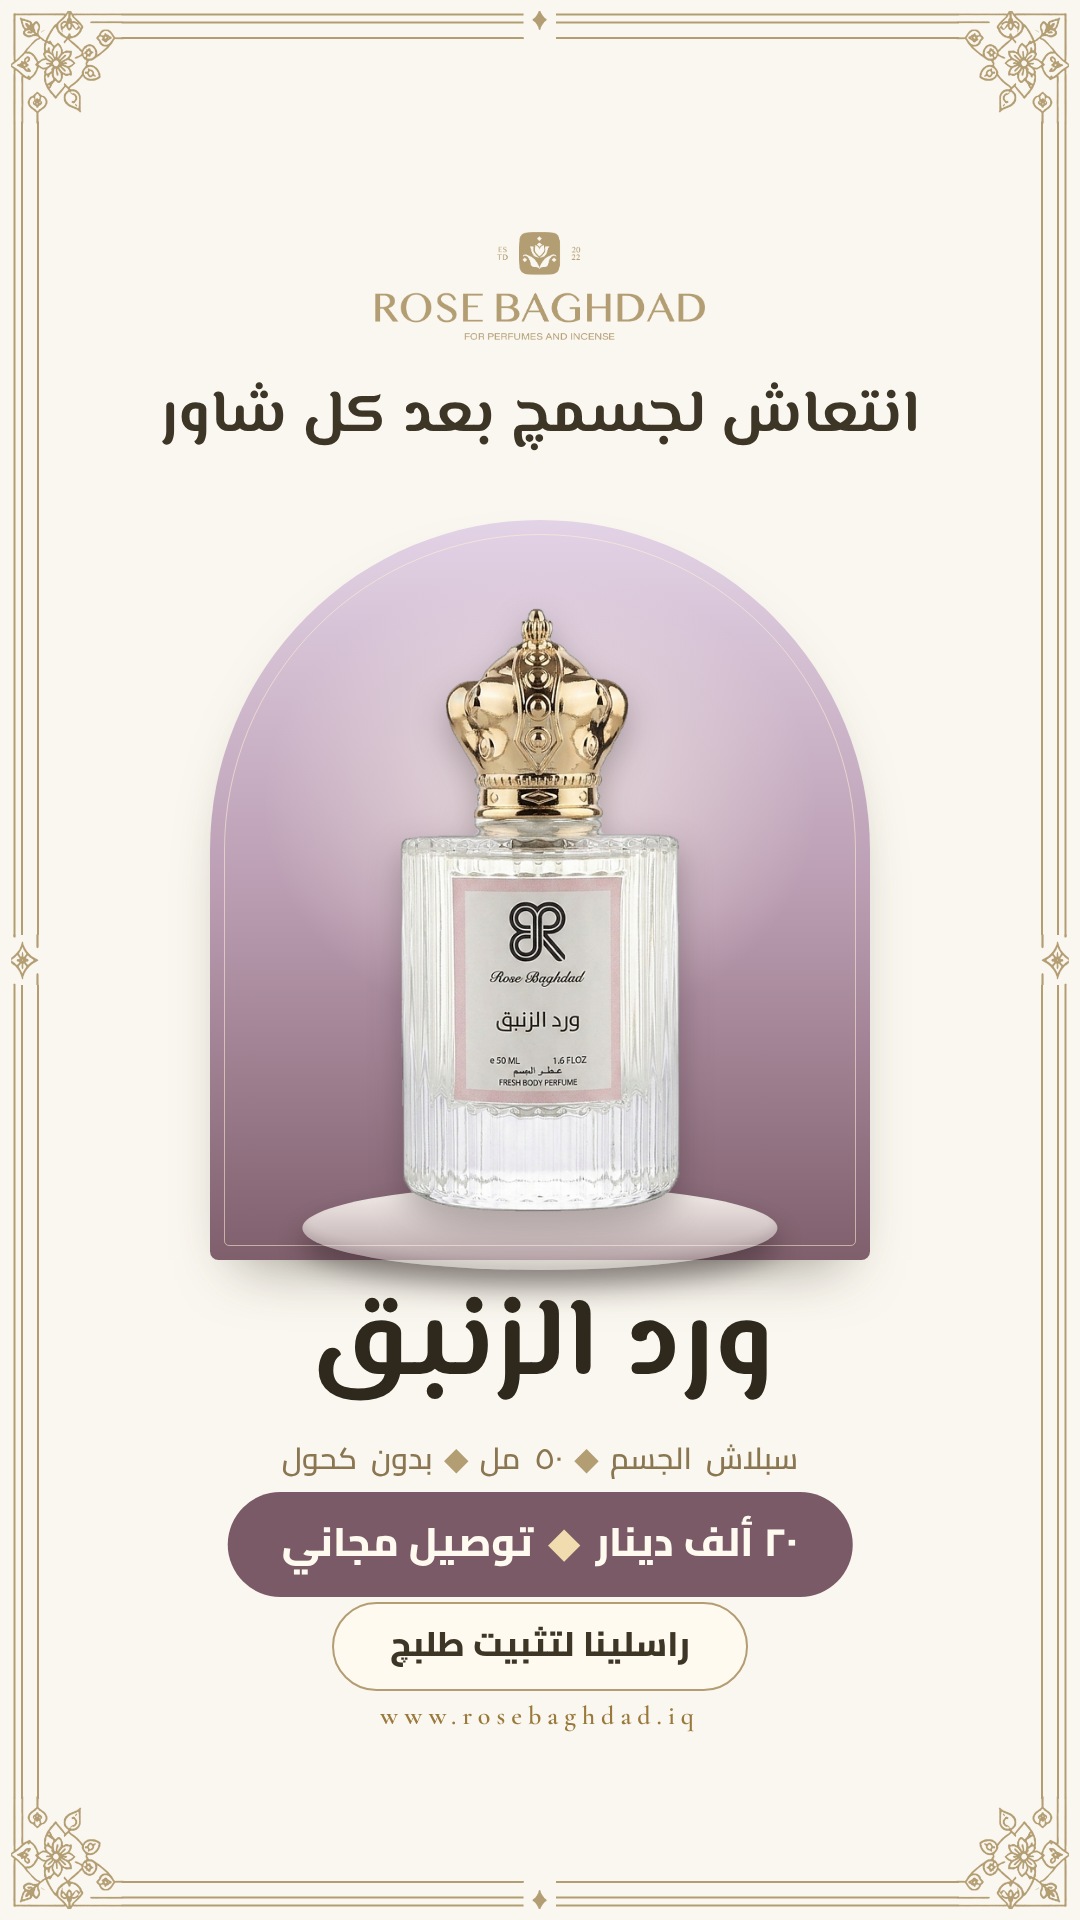 ES TD 20 22
ROSE BAGHDAD
FOR PERFUMES AND INCENSE
انتعاش لجسمچ بعد كل شاور
Rose Baghdad
ورد الزنبق
e 50 ML 1.6 FLOZ
عطر الجسم
FRESH BODY PERFUME
ورد الزنبق
سبلاش الجسم ◆ ٥٠ مل ◆ بدون كحول
٢٠ ألف دينار ◆ توصيل مجاني
راسلينا لتثبيت طلبچ
www.rosebaghdad.iq